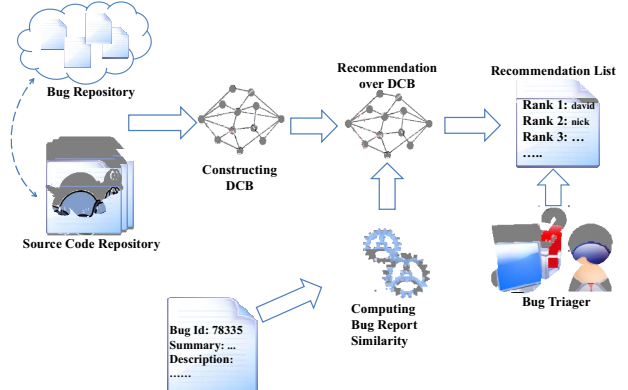 Bug Repository
Source Code Repository
Constructing
DCB
Recommendation
over DCB
Recommendation List
Rank 1: david
Rank 2: nick
Rank 3: …
…..
Bug Triager
Computing
Bug Report
Similarity
Bug Id: 78335
Summary: ...
Description:
……